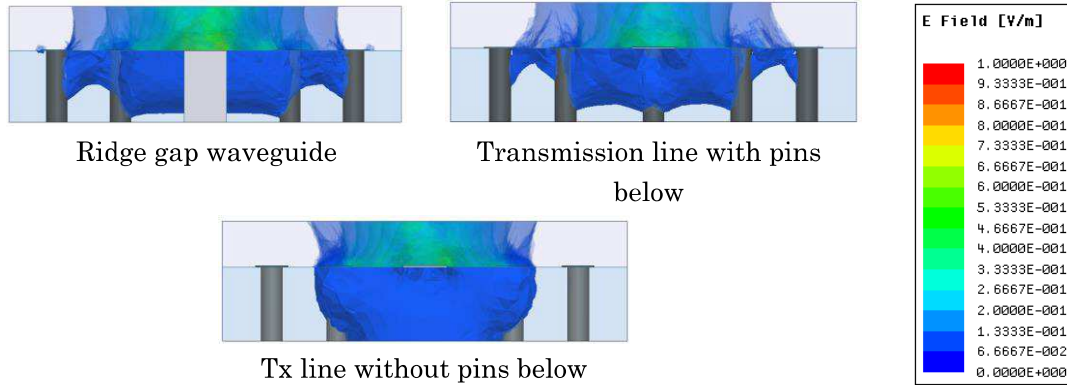 E Field [V/m]
1.0000E+000
9.3333E-001
8.6667E-001
8.0000E-001
7.3333E-001
6.6667E-001
6.0000E-001
5.3333E-001
4.6667E-001
4.0000E-001
3.3333E-001
2.6667E-001
2.0000E-001
1.3333E-001
6.6667E-002
0.0000E+000
Ridge gap waveguide
Transmission line with pins
below
Tx line without pins below